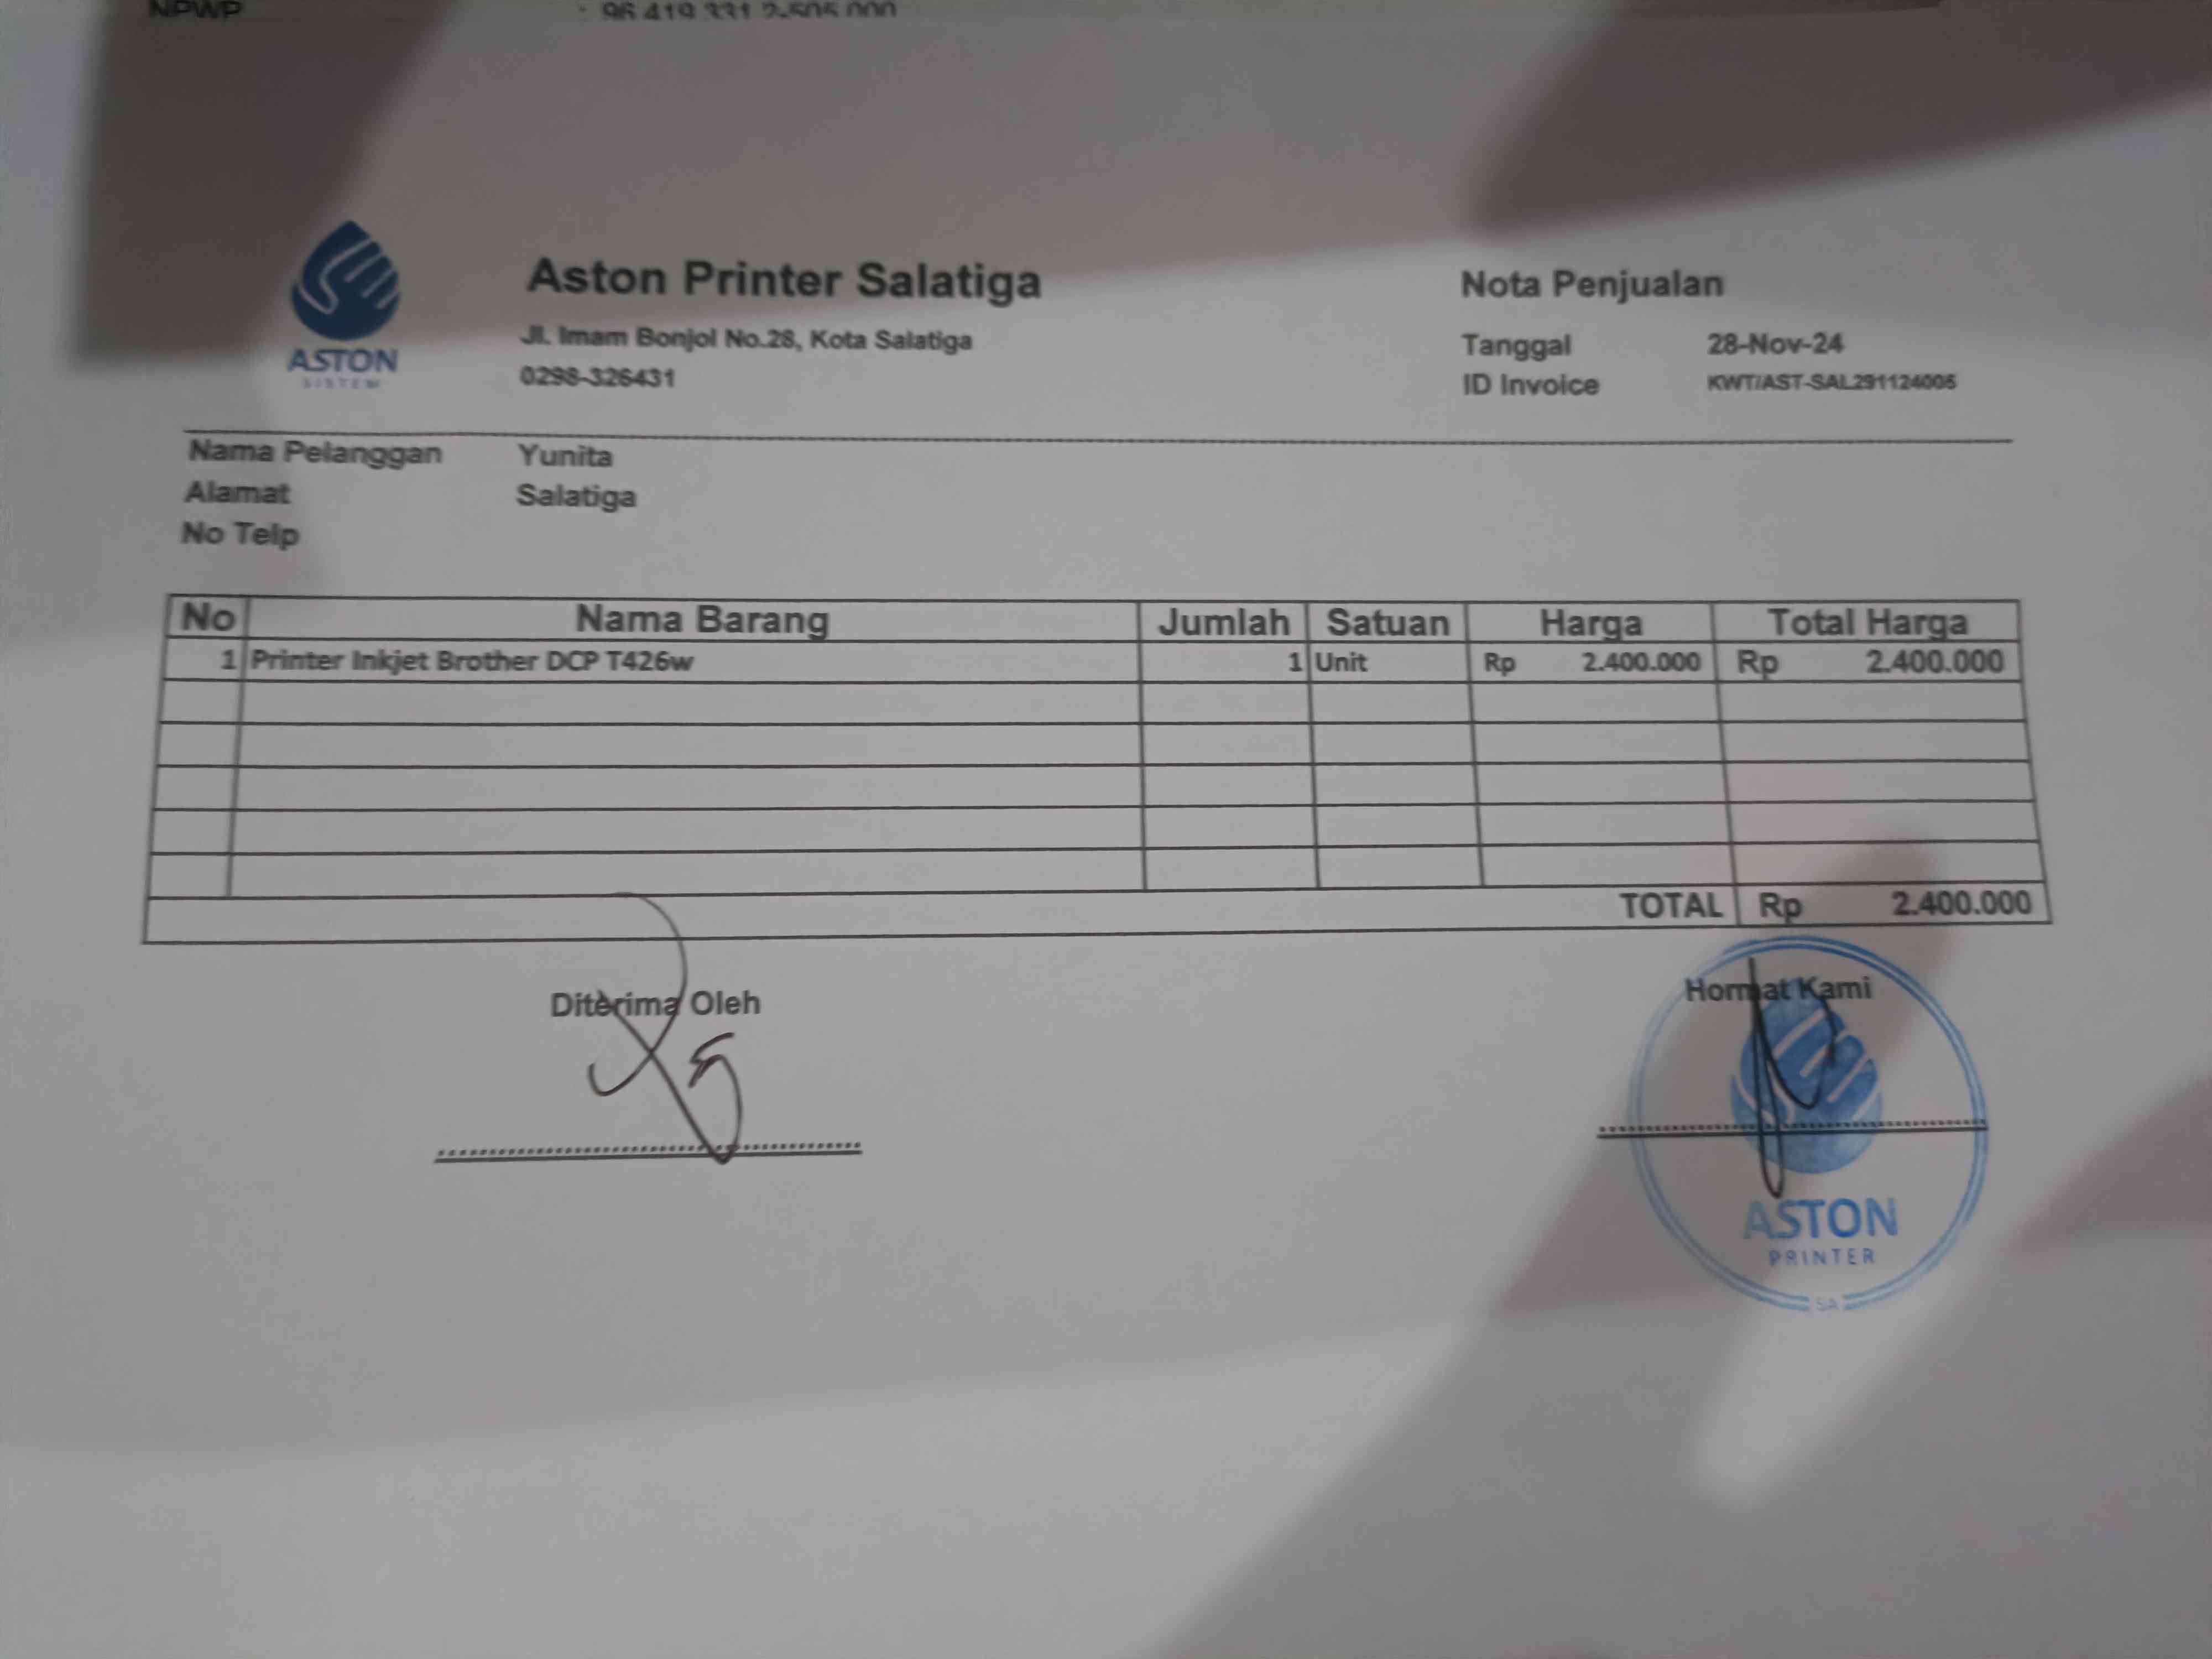 NPWP : 96.419.331.2-505.000
ASTON
SISTEM
Aston Printer Salatiga
Jl. Imam Bonjol No.28, Kota Salatiga
0298-326431
Nota Penjualan
Tanggal 28-Nov-24
ID Invoice KWT/AST-SAL291124005
Nama Pelanggan Yunita
Alamat Salatiga
No Telp
No Nama Barang Jumlah Satuan Harga Total Harga
1 Printer Inkjet Brother DCP T426w 1 Unit Rp 2.400.000 Rp 2.400.000
TOTAL Rp 2.400.000
Diterima Oleh
Hormat Kami
ASTON
PRINTER
SA